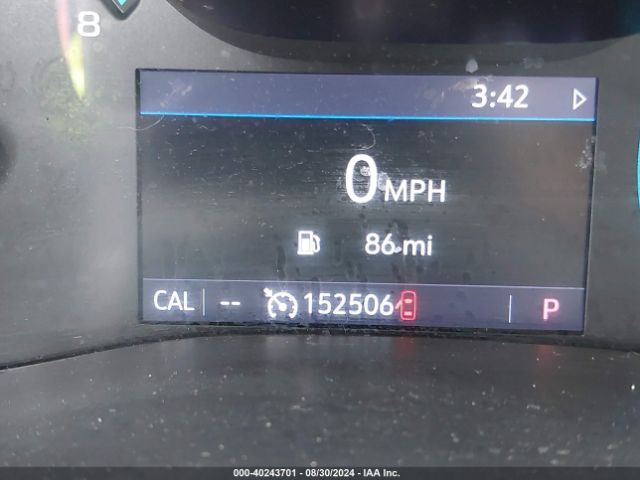 8
3:42
0 MPH
86 mi
CAL -- 152506 P
000-40243701 - 08/30/2024 - IAA Inc.